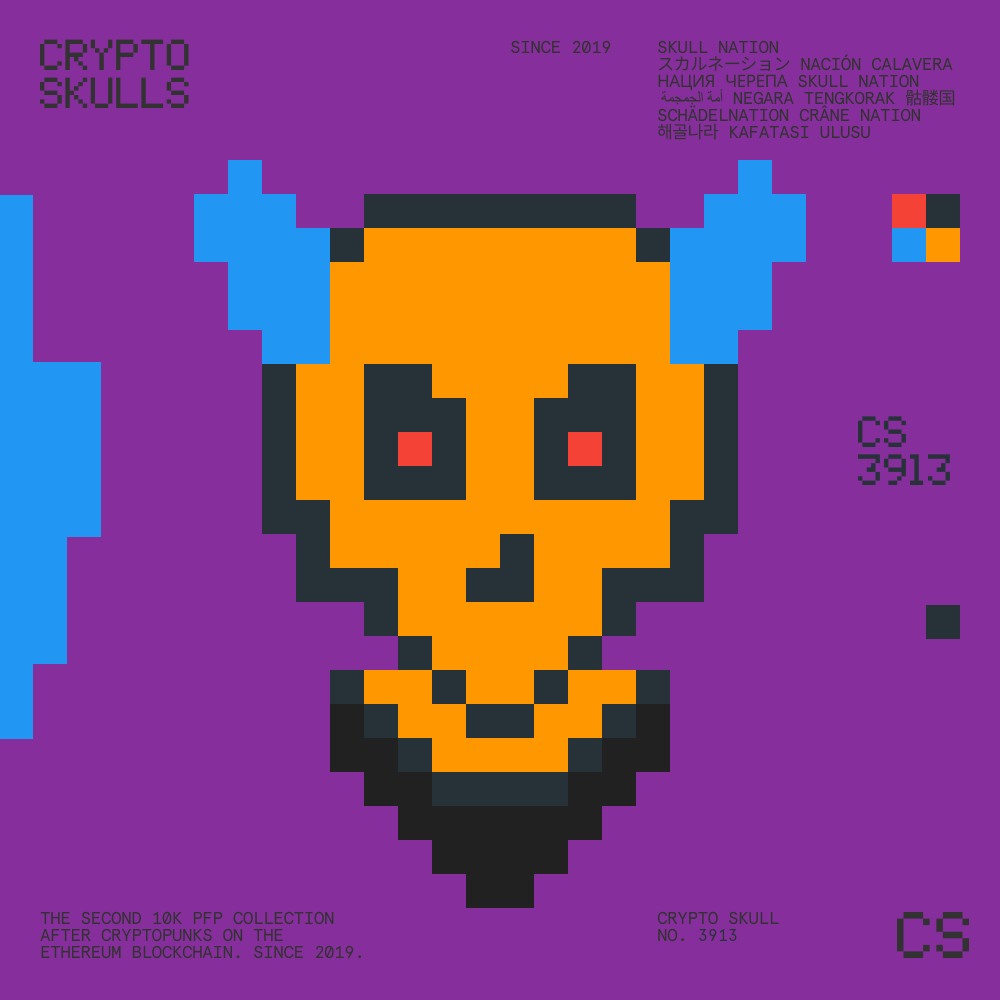 CRYPTO
SKULLS
SINCE 2019
SKULL NATION
スカルネーション NACIÓN CALAVERA
НАЦИЯ ЧЕРЕПА SKULL NATION
أمة الجمجمة NEGARA TENGKORAK 骷髅国
SCHÄDELNATION CRÂNE NATION
해골나라 KAFATASI ULUSU
CS
3913
THE SECOND 10K PFP COLLECTION
AFTER CRYPTOPUNKS ON THE
ETHEREUM BLOCKCHAIN. SINCE 2019.
CRYPTO SKULL
NO. 3913
CS